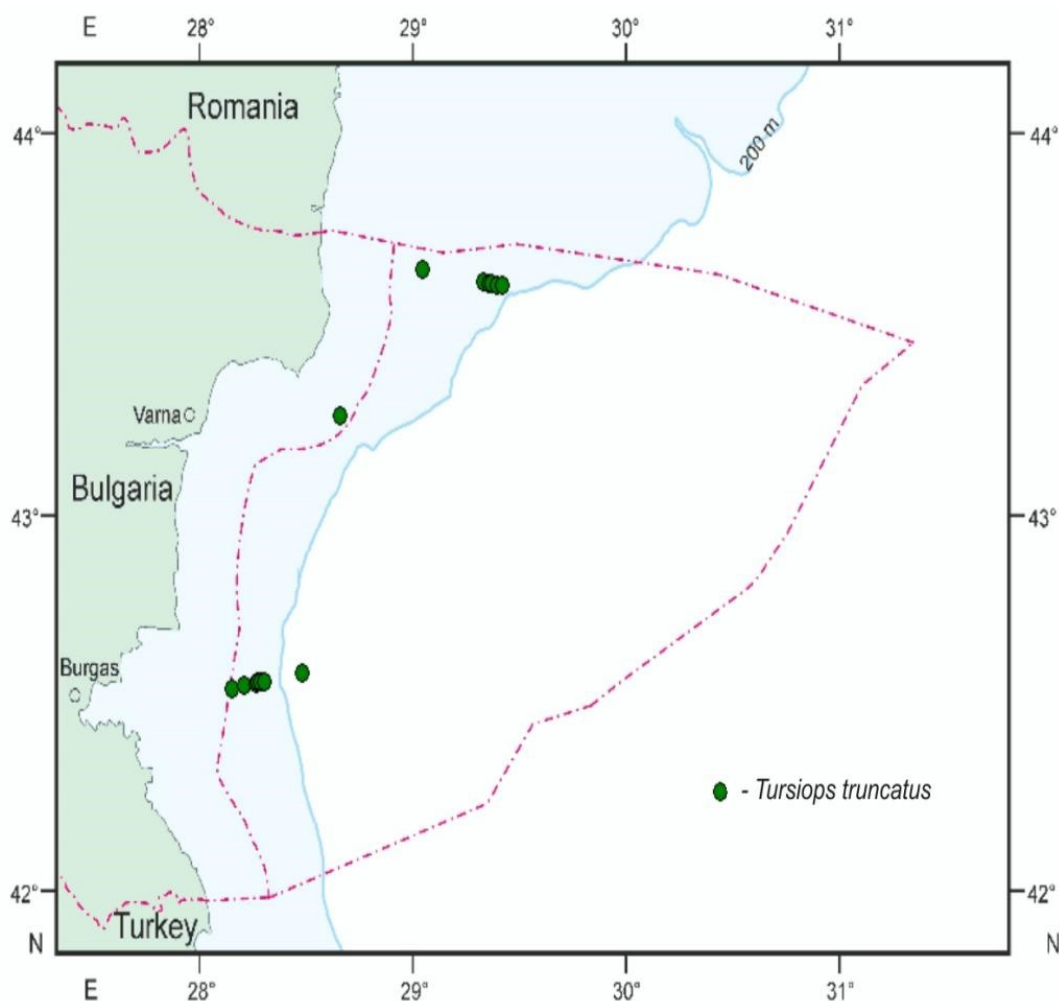 E 28° 29° 30° 31°
Romania
44° 44°
200 m
Varna
Bulgaria
43° 43°
Burgas
- Tursiops truncatus
42° 42°
Turkey
N N
E 28° 29° 30° 31°